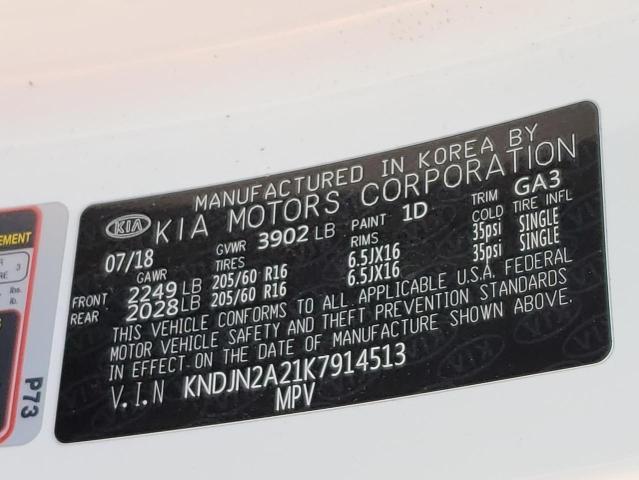 MANUFACTURED IN KOREA BY
KIA KIA MOTORS CORPORATION
07/18 GVWR 3902 LB PAINT 1D TRIM GA3
GAWR TIRES RIMS COLD TIRE INFL
FRONT 2249 LB 205/60 R16 6.5JX16 35psi SINGLE
REAR 2028 LB 205/60 R16 6.5JX16 35psi SINGLE
THIS VEHICLE CONFORMS TO ALL APPLICABLE U.S.A. FEDERAL
MOTOR VEHICLE SAFETY AND THEFT PREVENTION STANDARDS
IN EFFECT ON THE DATE OF MANUFACTURE SHOWN ABOVE.
V.I.N KNDJN2A21K7914513
MPV
P73